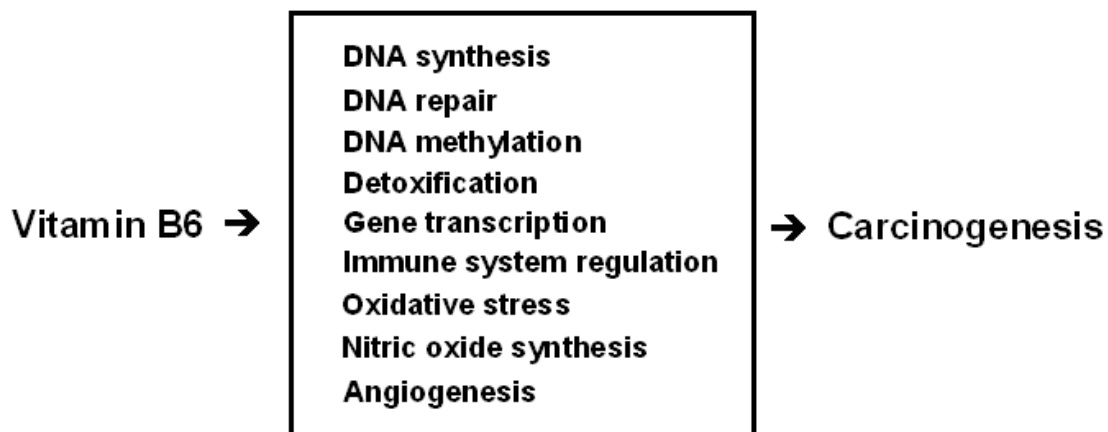 DNA synthesis
DNA repair
DNA methylation
Detoxification
Vitamin B6 → Gene transcription → Carcinogenesis
Immune system regulation
Oxidative stress
Nitric oxide synthesis
Angiogenesis